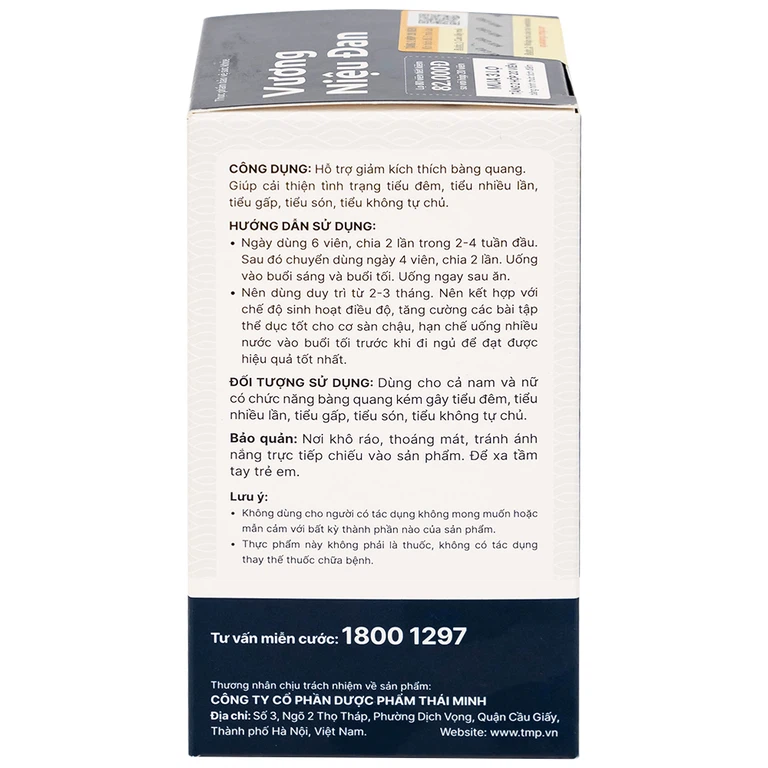 Thực phẩm bảo vệ sức khỏe
Vương
Niệu Đan
82.000Đ
MUA 3 LỌ
CÔNG DỤNG: Hỗ trợ giảm kích thích bàng quang.
Giúp cải thiện tình trạng tiểu đêm, tiểu nhiều lần,
tiểu gấp, tiểu són, tiểu không tự chủ.
HƯỚNG DẪN SỬ DỤNG:
• Ngày dùng 6 viên, chia 2 lần trong 2-4 tuần đầu.
Sau đó chuyển dùng ngày 4 viên, chia 2 lần. Uống
vào buổi sáng và buổi tối. Uống ngay sau ăn.
• Nên dùng duy trì từ 2-3 tháng. Nên kết hợp với
chế độ sinh hoạt điều độ, tăng cường các bài tập
thể dục tốt cho cơ sàn chậu, hạn chế uống nhiều
nước vào buổi tối trước khi đi ngủ để đạt được
hiệu quả tốt nhất.
ĐỐI TƯỢNG SỬ DỤNG: Dùng cho cả nam và nữ
có chức năng bàng quang kém gây tiểu đêm, tiểu
nhiều lần, tiểu gấp, tiểu són, tiểu không tự chủ.
Bảo quản: Nơi khô ráo, thoáng mát, tránh ánh
nắng trực tiếp chiếu vào sản phẩm. Để xa tầm
tay trẻ em.
Lưu ý:
• Không dùng cho người có tác dụng không mong muốn hoặc
mẫn cảm với bất kỳ thành phần nào của sản phẩm.
• Thực phẩm này không phải là thuốc, không có tác dụng
thay thế thuốc chữa bệnh.
Tư vấn miễn cước: 1800 1297
Thương nhân chịu trách nhiệm về sản phẩm:
CÔNG TY CỔ PHẦN DƯỢC PHẨM THÁI MINH
Địa chỉ: Số 3, Ngõ 2 Thọ Tháp, Phường Dịch Vọng, Quận Cầu Giấy,
Thành phố Hà Nội, Việt Nam. Website: www.tmp.vn